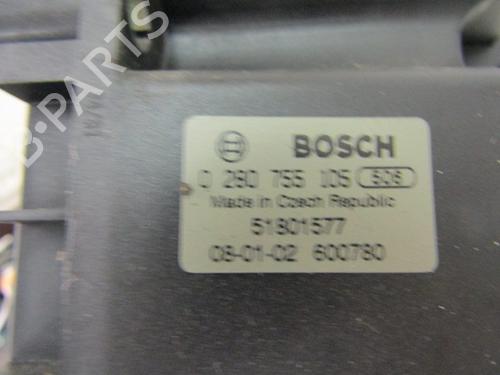 B-PARTS
BOSCH
0 280 755 105 506
Made in Czech Republic
51801577
08-01-02 600780